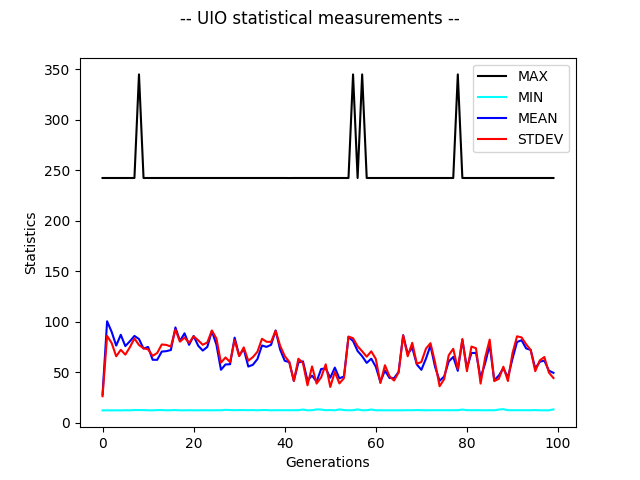 -- UIO statistical measurements --
350
300
250
200
150
100
50
0
Statistics
MAX
MIN
MEAN
STDEV
0 20 40 60 80 100
Generations